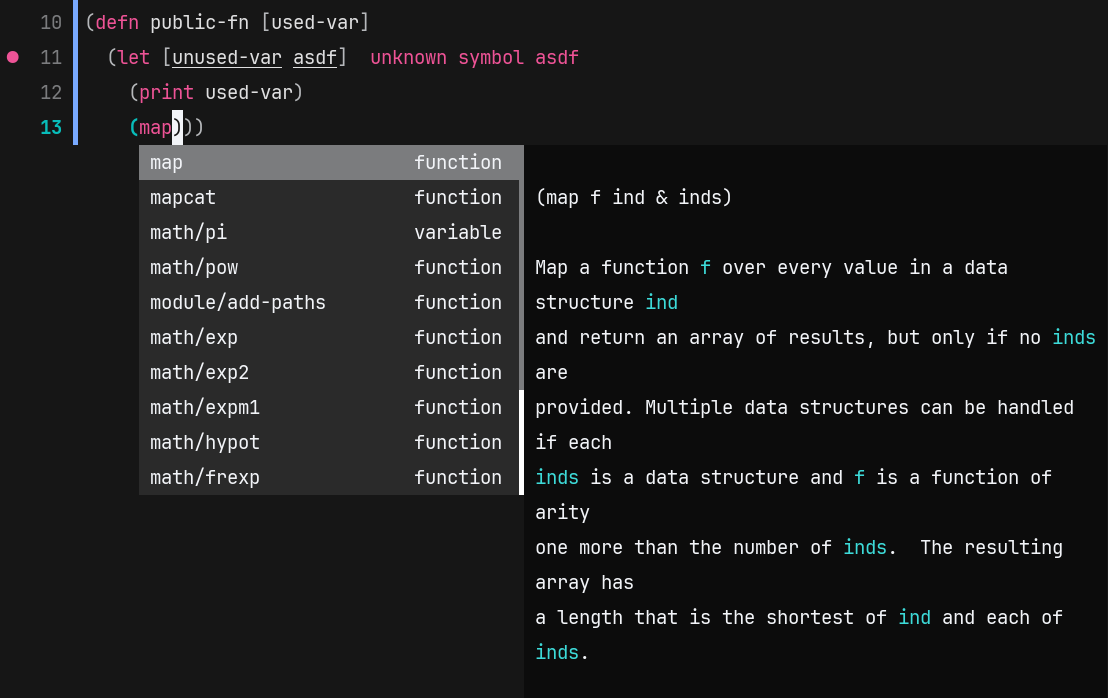 10 (defn public-fn [used-var]
11 (let [unused-var asdf] unknown symbol asdf
12 (print used-var)
13 (map)))
map function
mapcat function
math/pi variable
math/pow function
module/add-paths function
math/exp function
math/exp2 function
math/expm1 function
math/hypot function
math/frexp function
(map f ind & inds)
Map a function f over every value in a data
structure ind
and return an array of results, but only if no inds
are
provided. Multiple data structures can be handled
if each
inds is a data structure and f is a function of
arity
one more than the number of inds.  The resulting
array has
a length that is the shortest of ind and each of
inds.